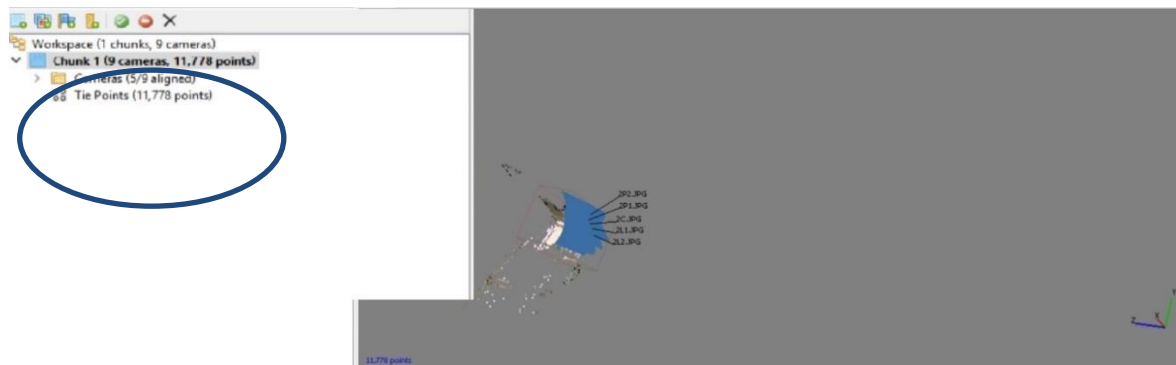 Workspace (1 chunks, 9 cameras)
Chunk 1 (9 cameras, 11,778 points)
Cameras (5/9 aligned)
Tie Points (11,778 points)
2P2.JPG
2P1.JPG
2C.JPG
2L1.JPG
2L2.JPG
Y
X
Z
11,778 points